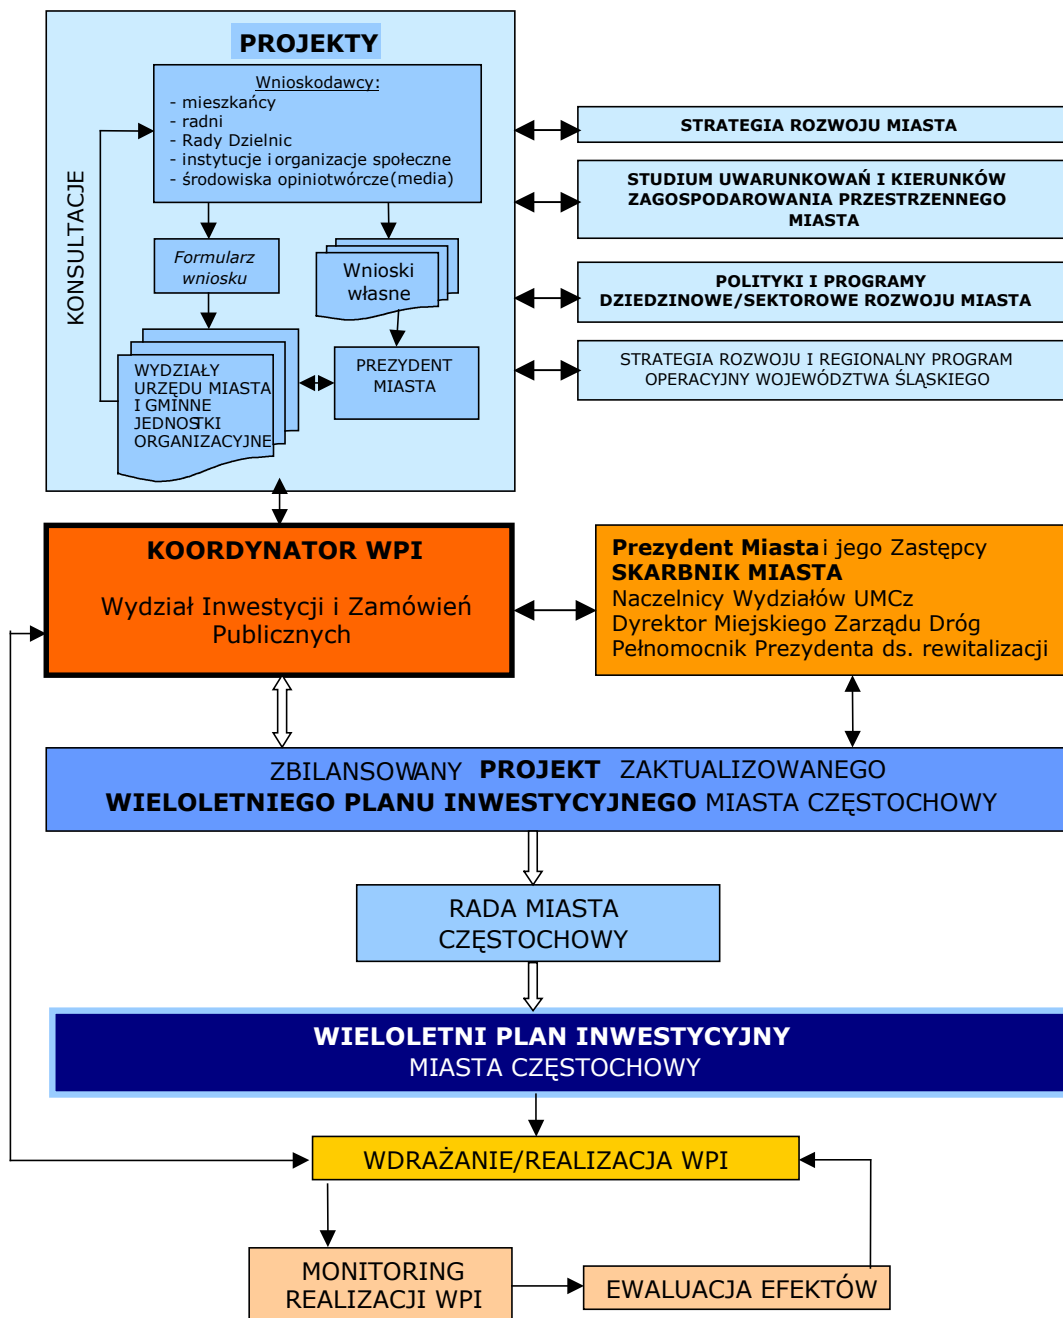 PROJEKTY
Wnioskodawcy:
- mieszkańcy
- radni
- Rady Dzielnic
- instytucje i organizacje społeczne
- środowiska opiniotwórcze (media)
KONSULTACJE
Formularz
wniosku
Wnioski
własne
WYDZIAŁY
URZĘDU MIASTA
I GMINNE
JEDNOSTKI
ORGANIZACYJNE
PREZYDENT
MIASTA
STRATEGIA ROZWOJU MIASTA
STUDIUM UWARUNKOWAŃ I KIERUNKÓW
ZAGOSPODAROWANIA PRZESTRZENNEGO
MIASTA
POLITYKI I PROGRAMY
DZIEDZINOWE/SEKTOROWE ROZWOJU MIASTA
STRATEGIA ROZWOJU I REGIONALNY PROGRAM
OPERACYJNY WOJEWÓDZTWA ŚLĄSKIEGO
KOORDYNATOR WPI
Wydział Inwestycji i Zamówień
Publicznych
Prezydent Miasta i jego Zastępcy
SKARBNIK MIASTA
Naczelnicy Wydziałów UMCz
Dyrektor Miejskiego Zarządu Dróg
Pełnomocnik Prezydenta ds. rewitalizacji
ZBILANSOWANY PROJEKT ZAKTUALIZOWANEGO
WIELOLETNIEGO PLANU INWESTYCYJNEGO MIASTA CZĘSTOCHOWY
RADA MIASTA
CZĘSTOCHOWY
WIELOLETNI PLAN INWESTYCYJNY
MIASTA CZĘSTOCHOWY
WDRAŻANIE/REALIZACJA WPI
MONITORING
REALIZACJI WPI
EWALUACJA EFEKTÓW